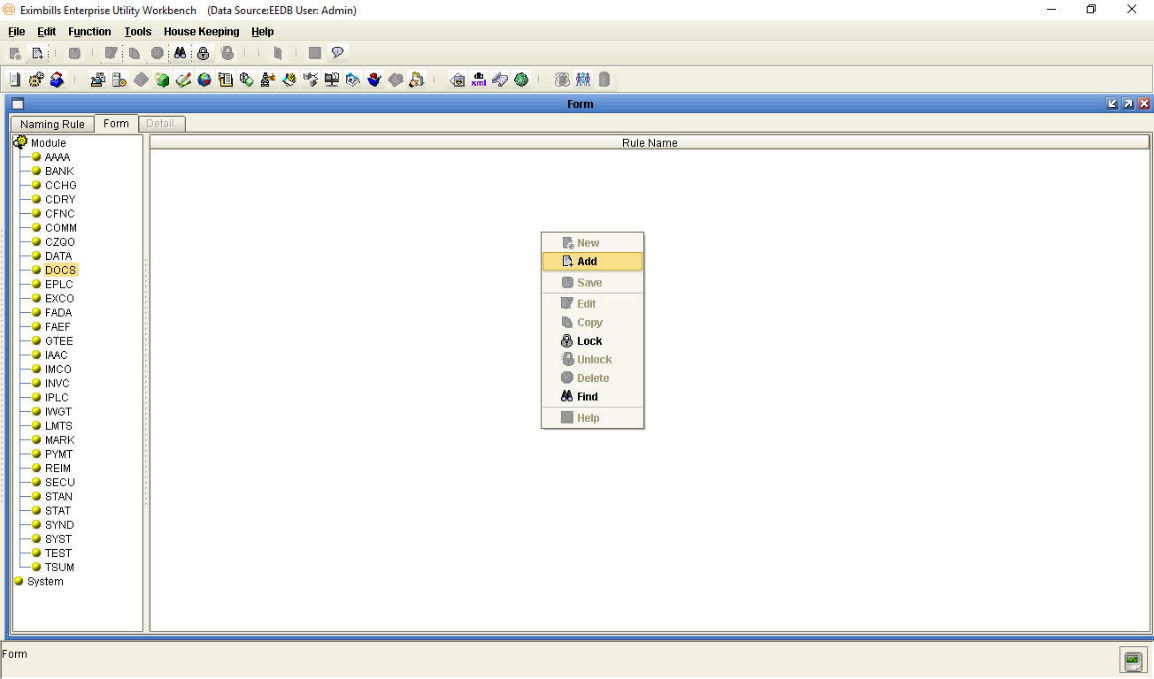 Eximbills Enterprise Utility Workbench (Data Source:EEDB User: Admin)
File Edit Function Tools House Keeping Help
Form
Naming Rule Form Detail
Module
Rule Name
AAAA
BANK
CCHG
CDRY
CFNC
COMM
CZQO
DATA
DOCS
EPLC
EXCO
FADA
FAEF
GTEE
IAAC
IMCO
INVC
IPLC
IWGT
LMTS
MARK
PYMT
REIM
SECU
STAN
STAT
SYND
SYST
TEST
TSUM
System
New
Add
Save
Edit
Copy
Lock
Unlock
Delete
Find
Help
Form